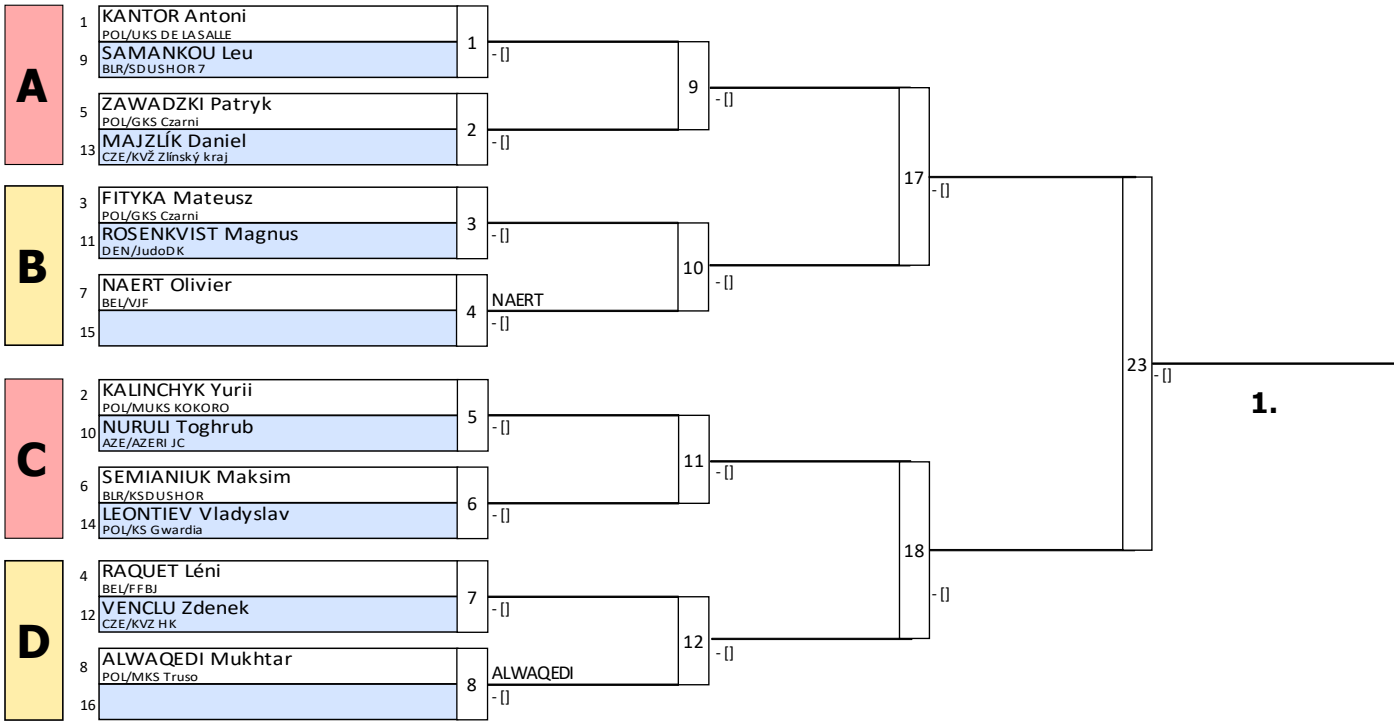 A
1 KANTOR Antoni
POL/UKS DE LA SALLE
9 SAMANKOU Leu
BLR/SDUSHOR 7
1
- []
5 ZAWADZKI Patryk
POL/GKS Czarni
13 MAJZLÍK Daniel
CZE/KVŽ Zlínský kraj
2
- []
9
- []
B
3 FITYKA Mateusz
POL/GKS Czarni
11 ROSENKVIST Magnus
DEN/JudoDK
3
- []
7 NAERT Olivier
BEL/VJF
15
4
NAERT
- []
10
- []
17
- []
C
2 KALINCHYK Yurii
POL/MUKS KOKORO
10 NURULI Toghrub
AZE/AZERI JC
5
- []
6 SEMIANIUK Maksim
BLR/KSDUSHOR
14 LEONTIEV Vladyslav
POL/KS Gwardia
6
- []
11
- []
D
4 RAQUET Léni
BEL/FFBJ
12 VENCLU Zdenek
CZE/KVZ HK
7
- []
8 ALWAQEDI Mukhtar
POL/MKS Truso
16
8
ALWAQEDI
- []
12
- []
18
- []
23
- []
1.